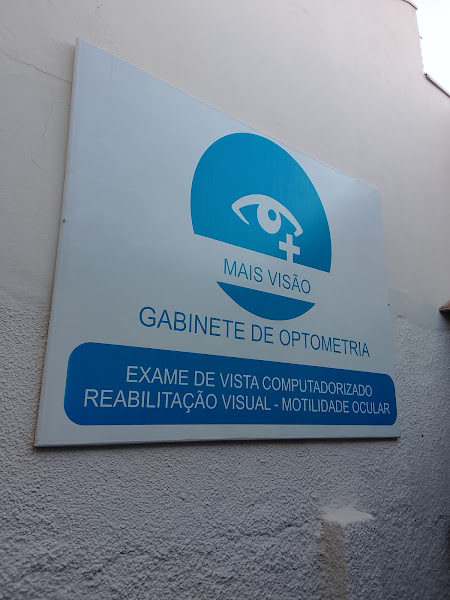 MAIS VISÃO
GABINETE DE OPTOMETRIA
EXAME DE VISTA COMPUTADORIZADO
REABILITAÇÃO VISUAL - MOTILIDADE OCULAR